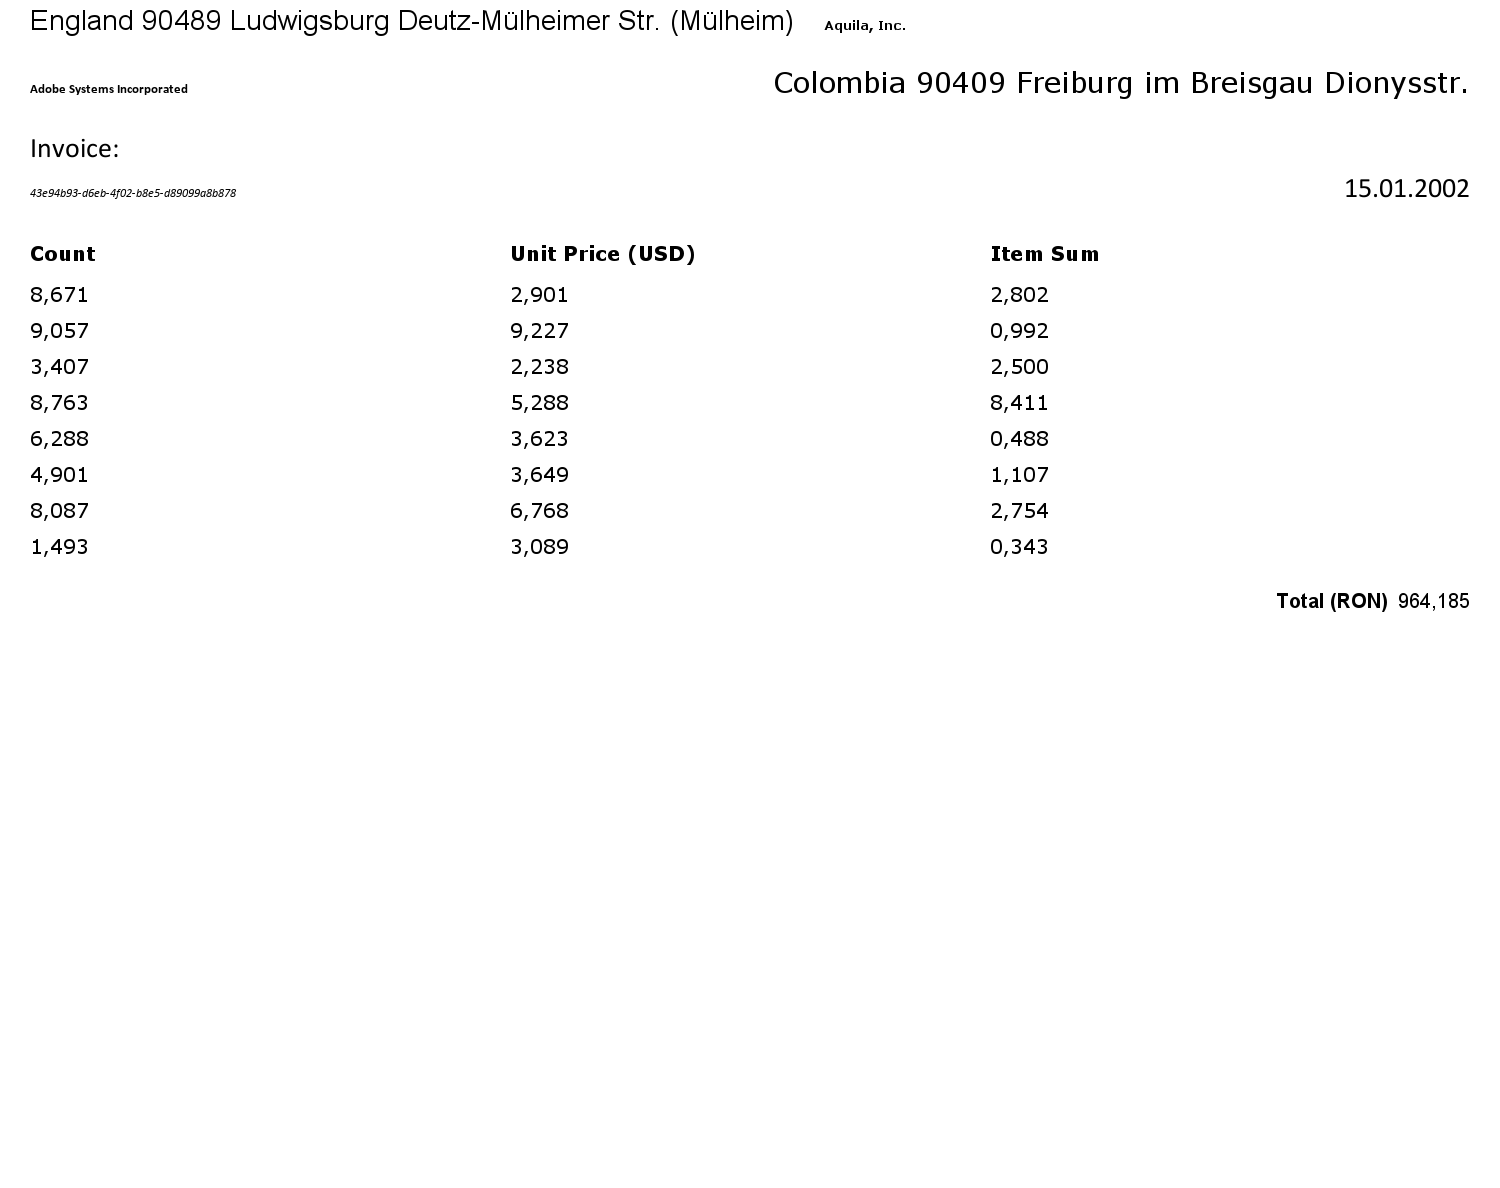 England 90489 Ludwigsburg Deutz-Mülheimer Str. (Mülheim) Aquila, Inc.
Adobe Systems Incorporated Colombia 90409 Freiburg im Breisgau Dionysstr.
Invoice:
43e94b93-d6eb-4f02-b8e5-d89099a8b878 15.01.2002
Count Unit Price (USD) Item Sum
8,671 2,901 2,802
9,057 9,227 0,992
3,407 2,238 2,500
8,763 5,288 8,411
6,288 3,623 0,488
4,901 3,649 1,107
8,087 6,768 2,754
1,493 3,089 0,343
Total (RON) 964,185